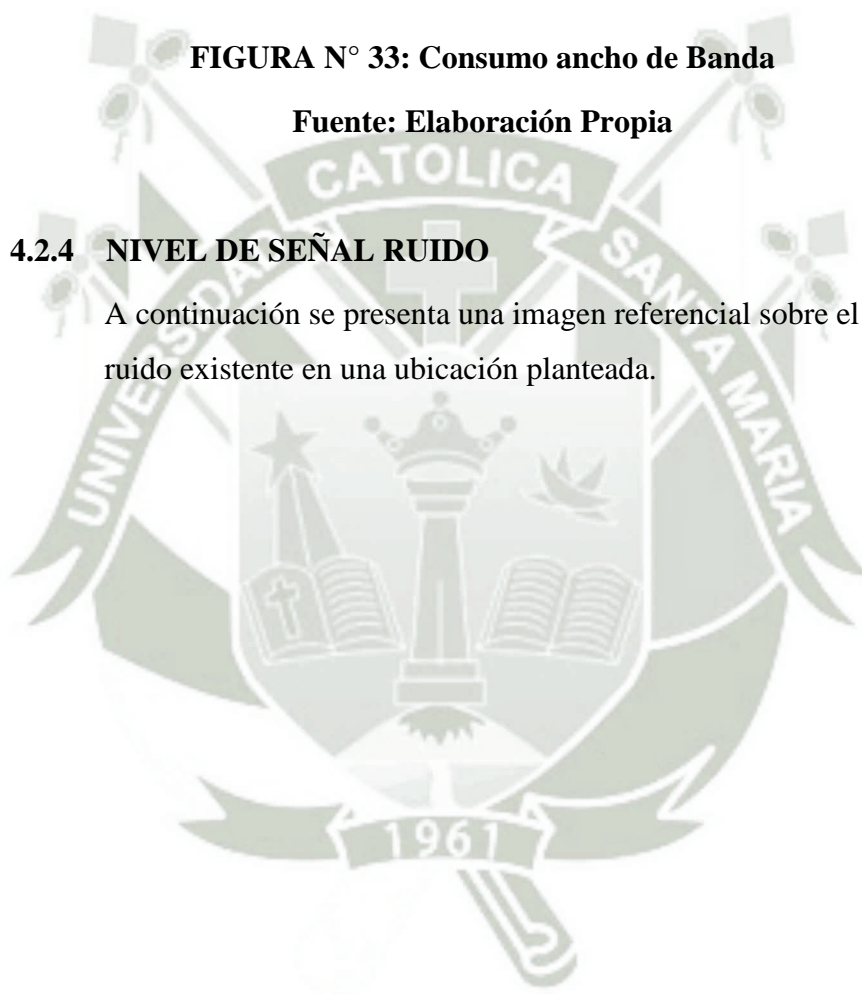 FIGURA N° 33: Consumo ancho de Banda
Fuente: Elaboración Propia
4.2.4 NIVEL DE SEÑAL RUIDO
A continuación se presenta una imagen referencial sobre el
ruido existente en una ubicación planteada.
UNIVERSIDAD CATOLICA SANTA MARIA
1961